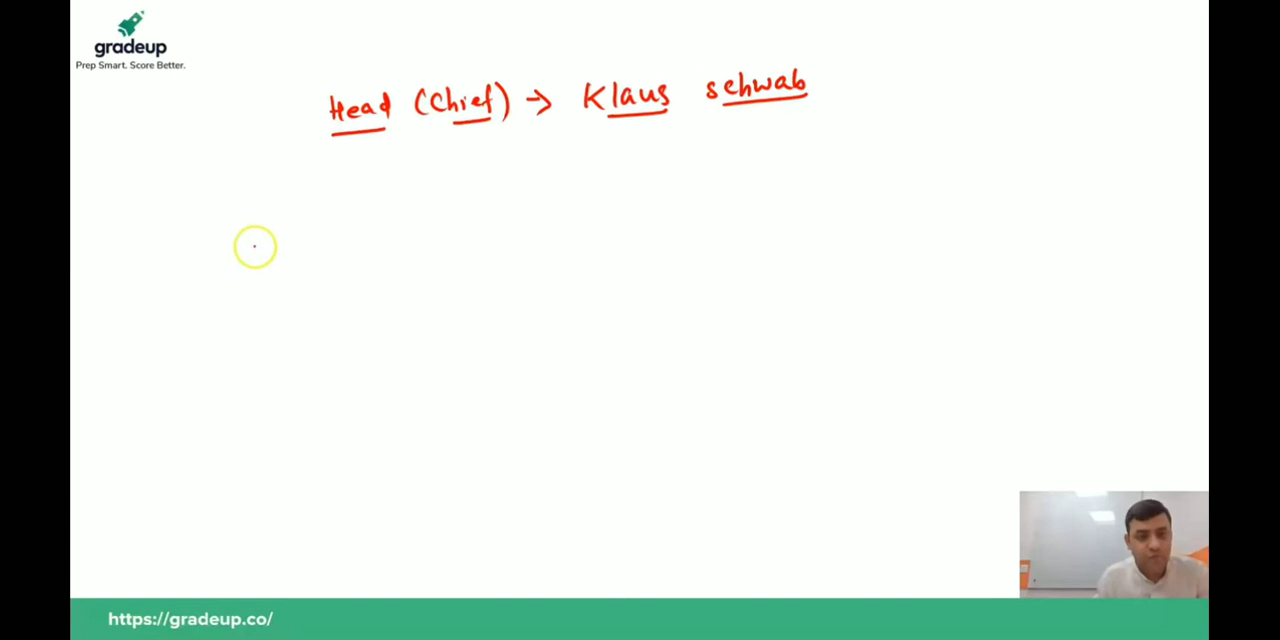 gradeup
Prep Smart. Score Better.
Head (Chief) → Klaus schwab
https://gradeup.co/